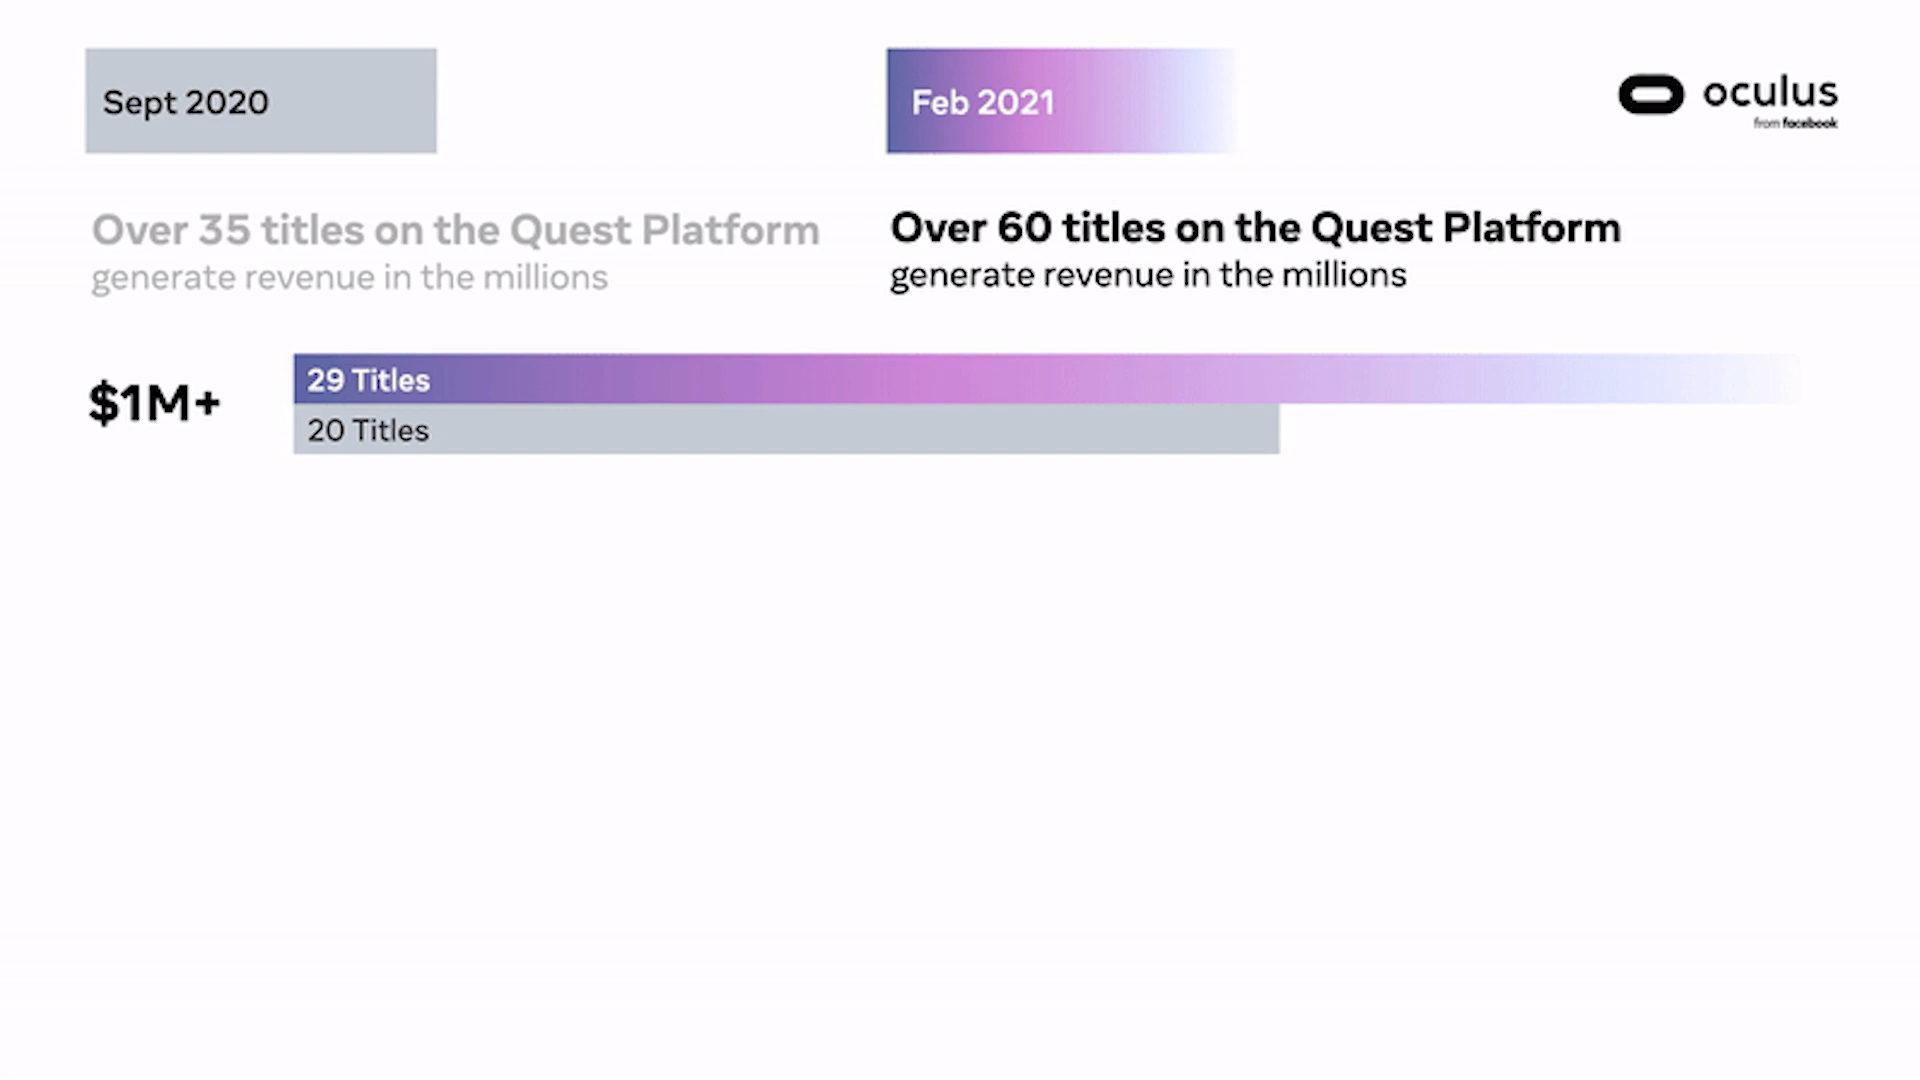 Sept 2020
Feb 2021
oculus
from facebook
Over 35 titles on the Quest Platform
generate revenue in the millions
Over 60 titles on the Quest Platform
generate revenue in the millions
$1M+
29 Titles
20 Titles